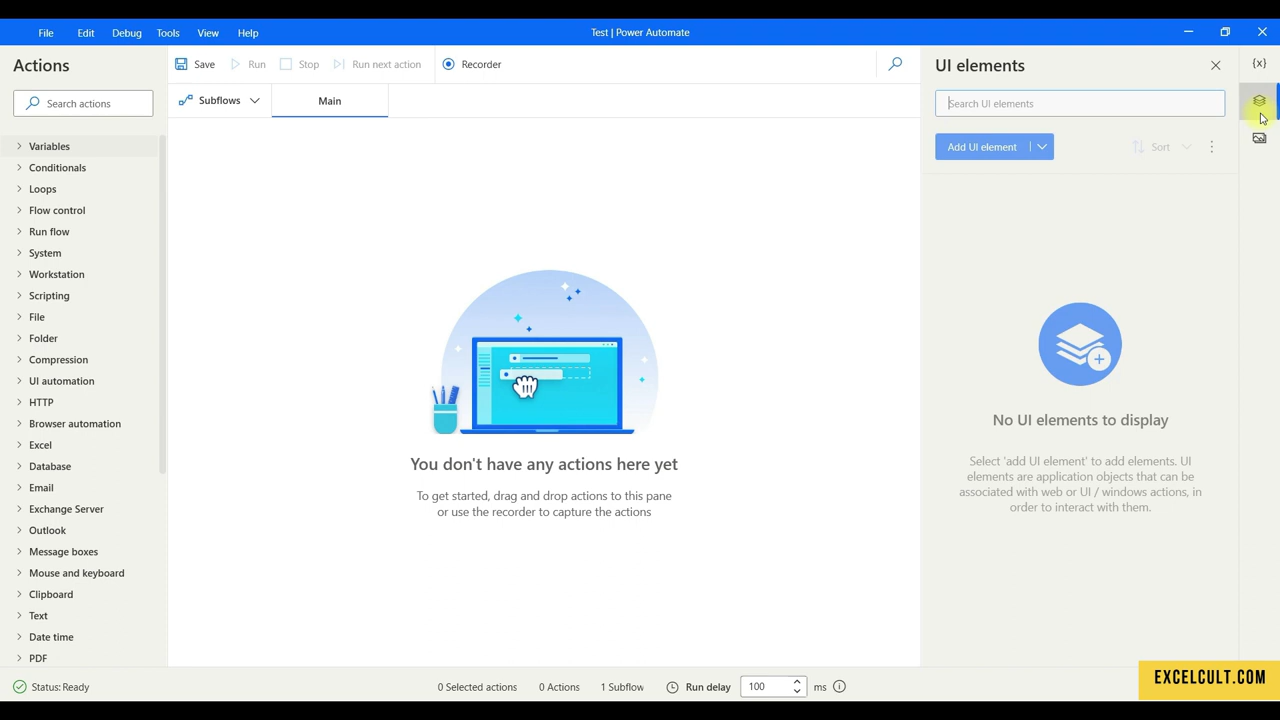 File Edit Debug Tools View Help
Test | Power Automate
Actions
Search actions
Variables
Conditionals
Loops
Flow control
Run flow
System
Workstation
Scripting
File
Folder
Compression
UI automation
HTTP
Browser automation
Excel
Database
Email
Exchange Server
Outlook
Message boxes
Mouse and keyboard
Clipboard
Text
Date time
PDF
Save Run Stop Run next action Recorder
Subflows Main
You don't have any actions here yet
To get started, drag and drop actions to this pane
or use the recorder to capture the actions
UI elements
{x}
Search UI elements
Add UI element Sort
No UI elements to display
Select 'add UI element' to add elements. UI
elements are application objects that can be
associated with web or UI / windows actions, in
order to interact with them.
Status: Ready 0 Selected actions 0 Actions 1 Subflow Run delay 100 ms
EXCELCULT.COM